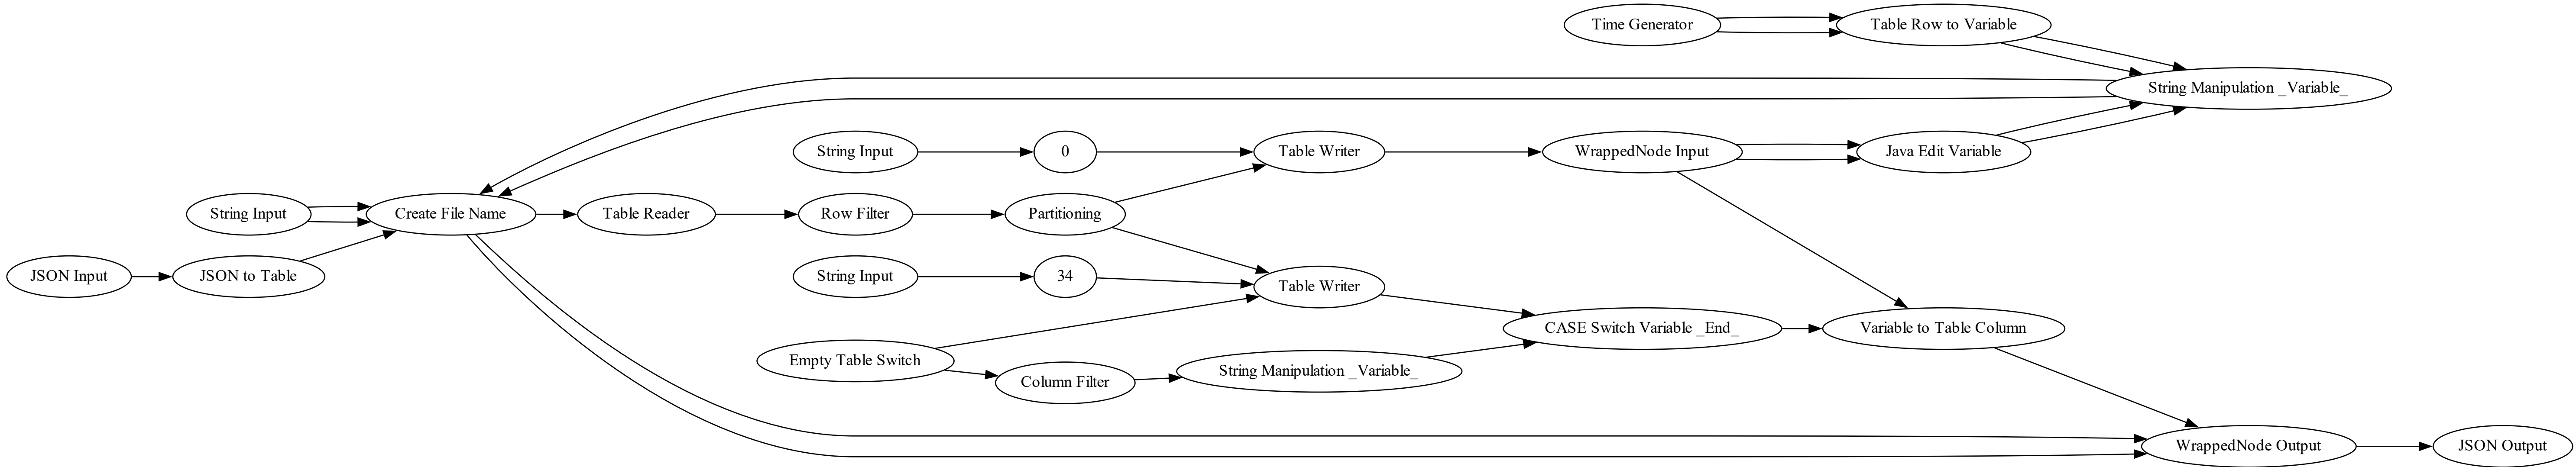 Time Generator
Table Row to Variable
String Manipulation _Variable_
String Input
0
Table Writer
WrappedNode Input
Java Edit Variable
String Input
Create File Name
Table Reader
Row Filter
Partitioning
JSON Input
JSON to Table
String Input
34
Table Writer
CASE Switch Variable _End_
Variable to Table Column
Empty Table Switch
Column Filter
String Manipulation _Variable_
WrappedNode Output
JSON Output